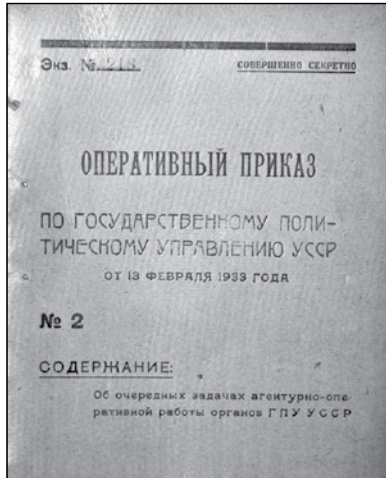 Экз. № 218
СОВЕРШЕННО СЕКРЕТНО
ОПЕРАТИВНЫЙ ПРИКАЗ
ПО ГОСУДАРСТВЕННОМУ ПОЛИ-
ТИЧЕСКОМУ УПРАВЛЕНИЮ УССР
ОТ 13 ФЕВРАЛЯ 1933 ГОДА
№ 2
СОДЕРЖАНИЕ:
Об очередных задачах агентурно-опе-
ративной работы органов ГПУ УССР